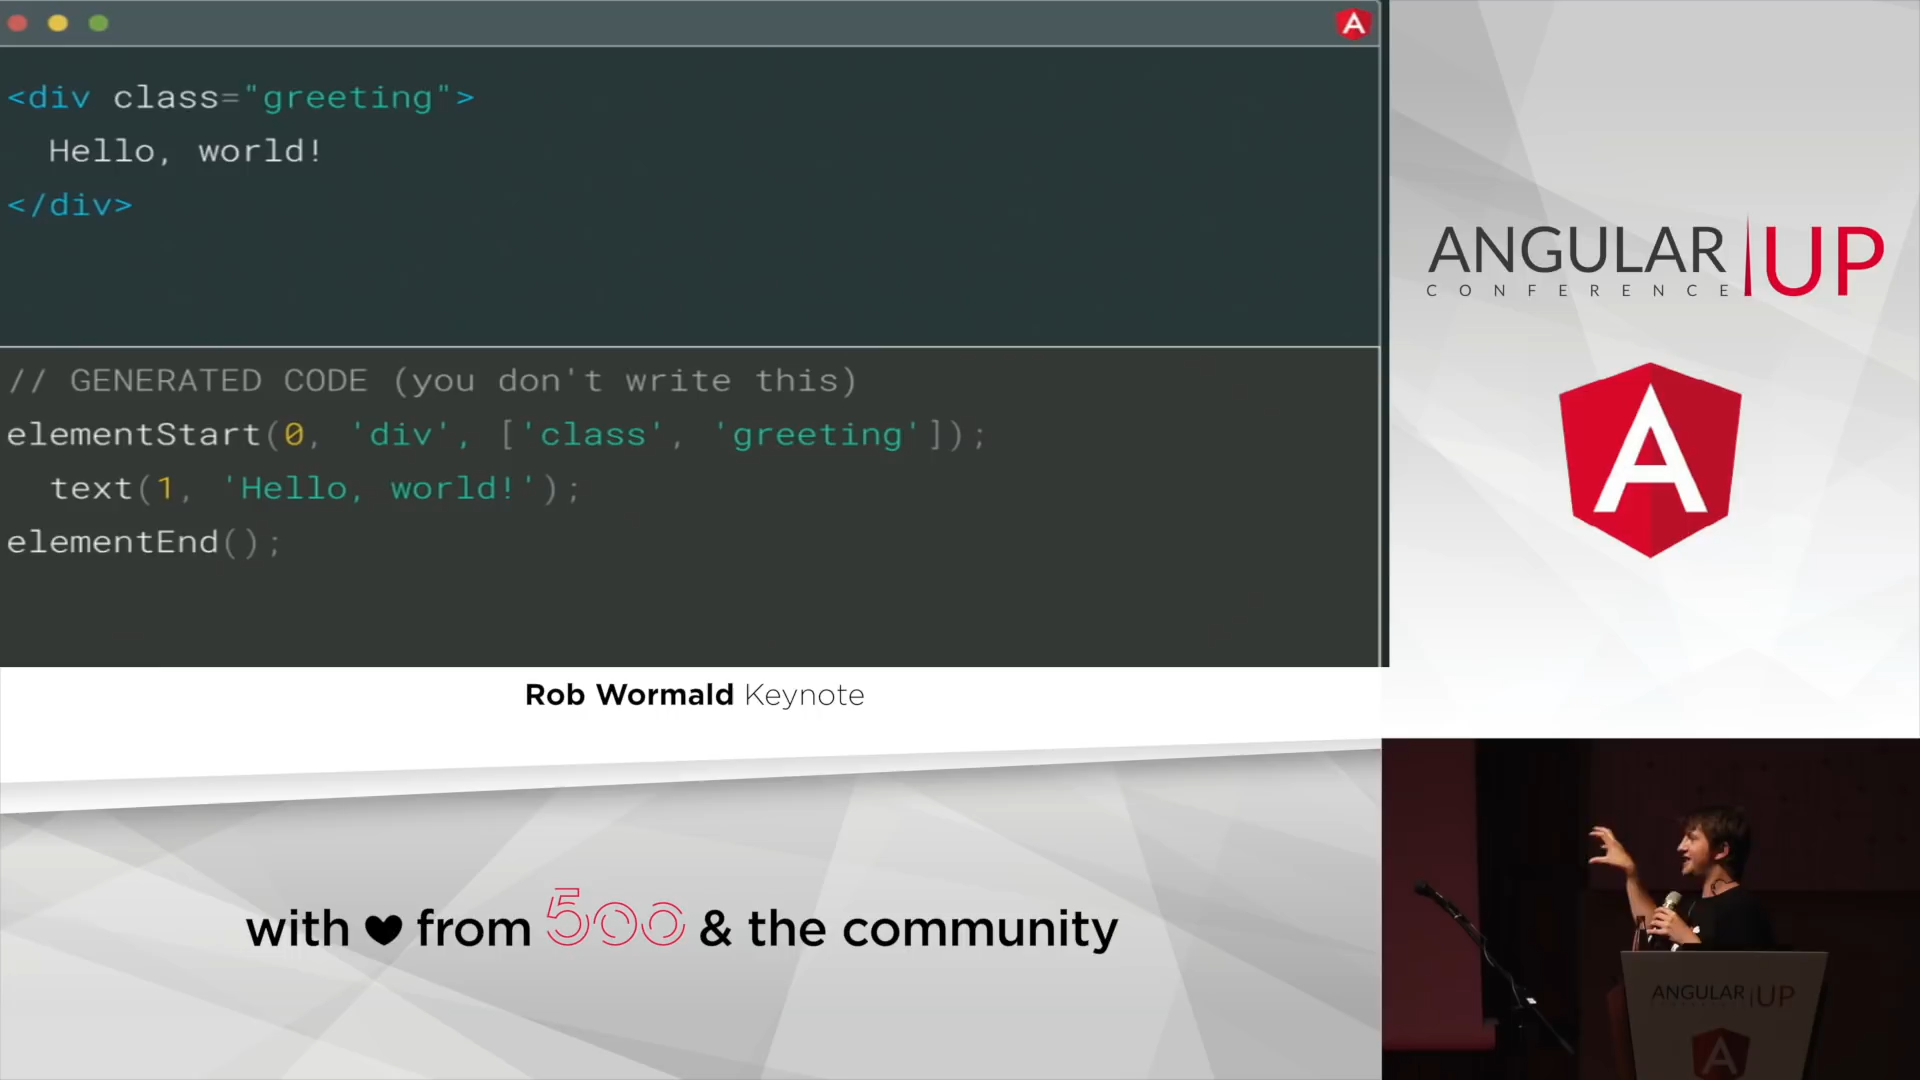 <div class="greeting">
Hello, world!
</div>
// GENERATED CODE (you don't write this)
elementStart(0, 'div', ['class', 'greeting']);
text(1, 'Hello, world!');
elementEnd();
Rob Wormald Keynote
with ♥ from 500 & the community
ANGULAR UP
CONFERENCE
A
ANGULAR UP